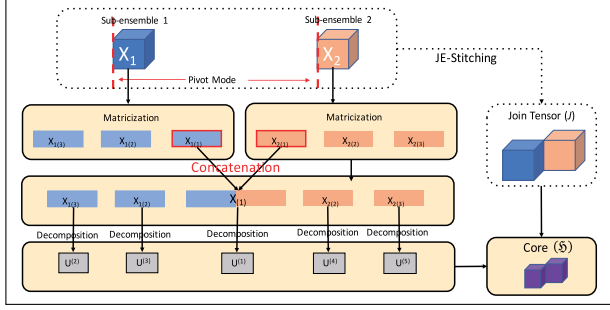 Sub-ensemble 1
Sub-ensemble 2
X1
X2
Pivot Mode
JE-Stitching
Matricization
Matricization
X1(3)
X1(2)
X1(1)
X2(1)
X2(2)
X2(3)
Join Tensor (J)
Concatenation
X1(3)
X1(2)
X(1)
X2(2)
X2(3)
Decomposition
Decomposition
Decomposition
Decomposition
Decomposition
U(2)
U(3)
U(1)
U(4)
U(5)
Core (ℌ)